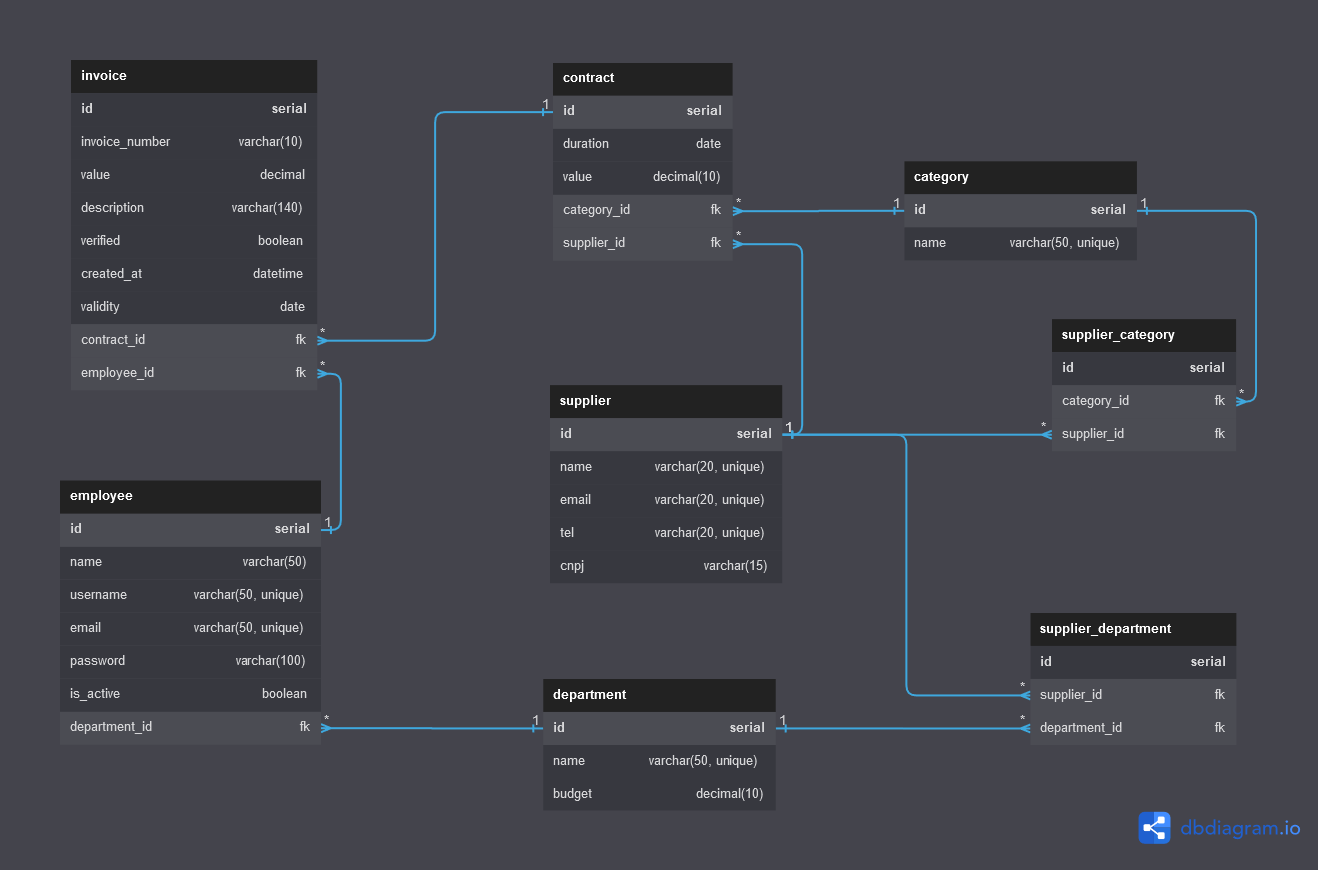 invoice
id serial
invoice_number varchar(10)
value decimal
description varchar(140)
verified boolean
created_at datetime
validity date
contract_id fk
*
employee_id fk
*
contract
1
id serial
duration date
value decimal(10)
category_id fk
*
supplier_id fk
*
category
1
id serial
1
name varchar(50, unique)
supplier_category
id serial
category_id fk
*
*
supplier_id fk
supplier
id serial
1
name varchar(20, unique)
email varchar(20, unique)
tel varchar(20, unique)
cnpj varchar(15)
employee
id serial
1
name varchar(50)
username varchar(50, unique)
email varchar(50, unique)
password varchar(100)
is_active boolean
department_id fk
*
department
1
id serial
1
name varchar(50, unique)
budget decimal(10)
supplier_department
id serial
*
supplier_id fk
*
department_id fk
dbdiagram.io